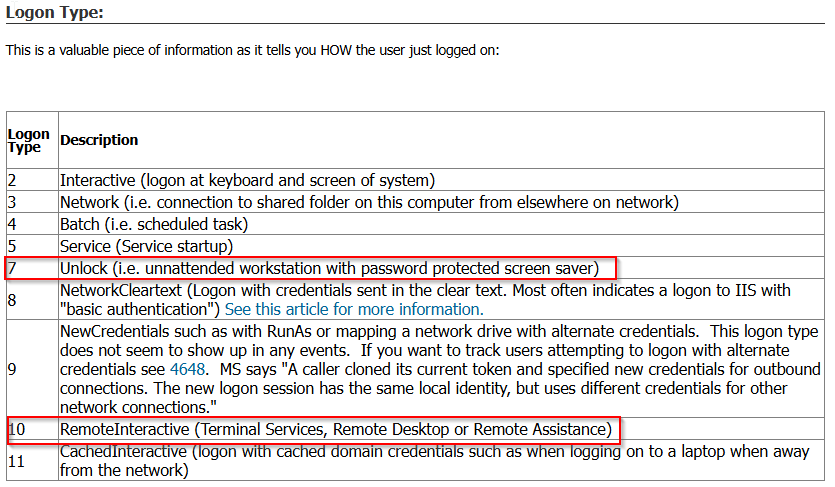 Logon Type:
This is a valuable piece of information as it tells you HOW the user just logged on:
Logon
Type
Description
2 Interactive (logon at keyboard and screen of system)
3 Network (i.e. connection to shared folder on this computer from elsewhere on network)
4 Batch (i.e. scheduled task)
5 Service (Service startup)
7 Unlock (i.e. unnattended workstation with password protected screen saver)
8 NetworkCleartext (Logon with credentials sent in the clear text. Most often indicates a logon to IIS with
"basic authentication") See this article for more information.
9 NewCredentials such as with RunAs or mapping a network drive with alternate credentials.  This logon type
does not seem to show up in any events.  If you want to track users attempting to logon with alternate
credentials see 4648.  MS says "A caller cloned its current token and specified new credentials for outbound
connections. The new logon session has the same local identity, but uses different credentials for other
network connections."
10 RemoteInteractive (Terminal Services, Remote Desktop or Remote Assistance)
11 CachedInteractive (logon with cached domain credentials such as when logging on to a laptop when away
from the network)